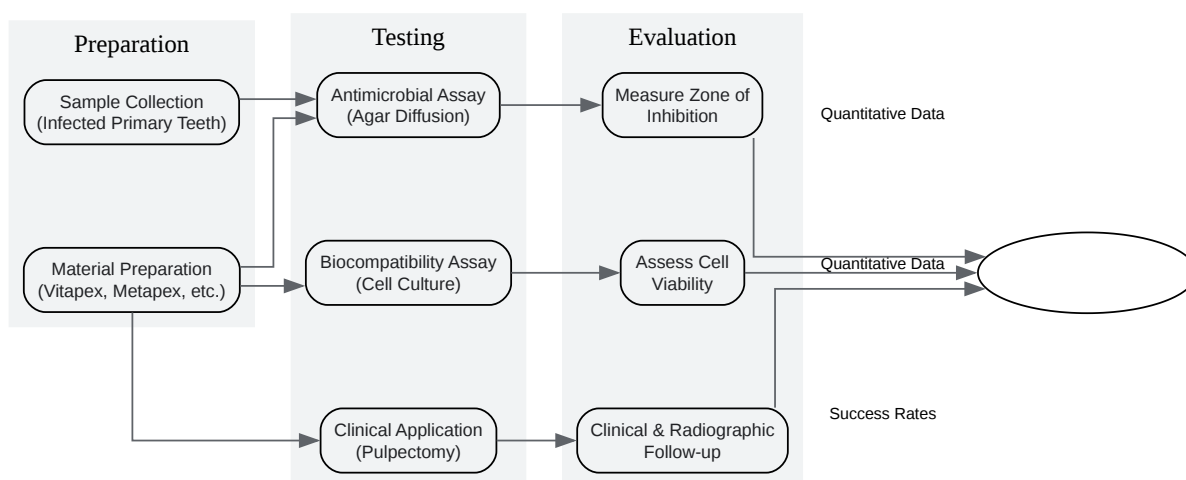 Preparation
Testing
Evaluation
Sample Collection
(Infected Primary Teeth)
Antimicrobial Assay
(Agar Diffusion)
Measure Zone of
Inhibition
Quantitative Data
Material Preparation
(Vitapex, Metapex, etc.)
Biocompatibility Assay
(Cell Culture)
Assess Cell
Viability
Quantitative Data
Clinical Application
(Pulpectomy)
Clinical & Radiographic
Follow-up
Success Rates